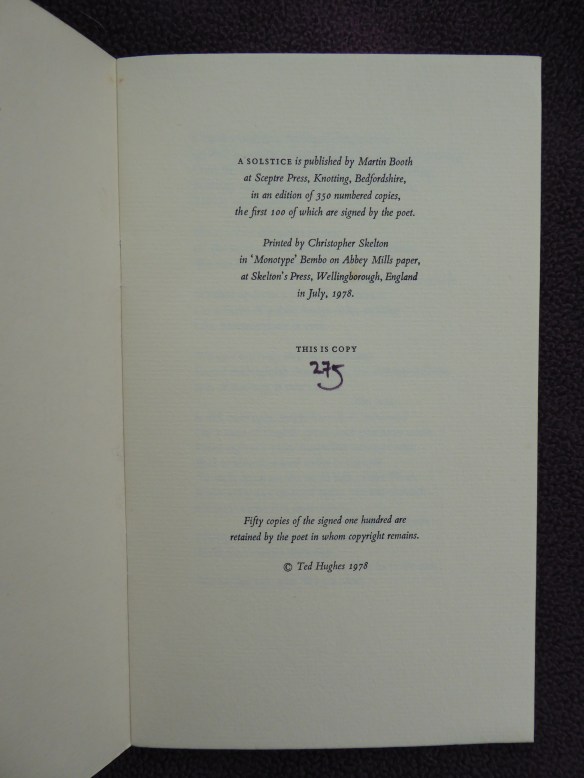 A SOLSTICE is published by Martin Booth
at Sceptre Press, Knotting, Bedfordshire,
in an edition of 350 numbered copies,
the first 100 of which are signed by the poet.
Printed by Christopher Skelton
in ‘Monotype’ Bembo on Abbey Mills paper,
at Skelton's Press, Wellingborough, England
in July, 1978.
THIS IS COPY
275
Fifty copies of the signed one hundred are
retained by the poet in whom copyright remains.
© Ted Hughes 1978